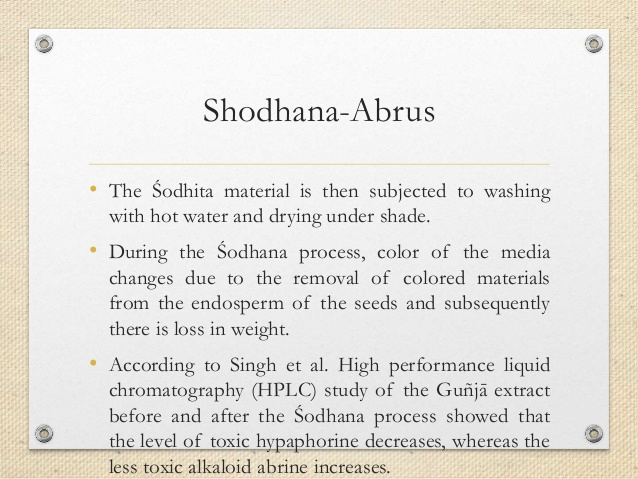 Shodhana-Abrus
• The Śodhita material is then subjected to washing
with hot water and drying under shade.
• During the Śodhana process, color of the media
changes due to the removal of colored materials
from the endosperm of the seeds and subsequently
there is loss in weight.
• According to Singh et al. High performance liquid
chromatography (HPLC) study of the Guñjā extract
before and after the Śodhana process showed that
the level of toxic hypaphorine decreases, whereas the
less toxic alkaloid abrine increases.